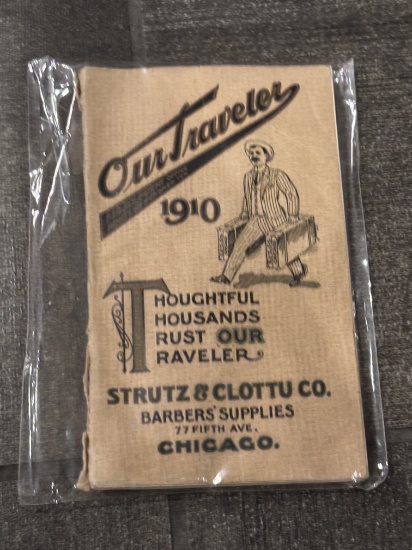 Our Traveler
1910
THOUGHTFUL
THOUSANDS
TRUST OUR
TRAVELER
STRUTZ & CLOTTU CO.
BARBERS' SUPPLIES
77 FIFTH AVE.
CHICAGO.